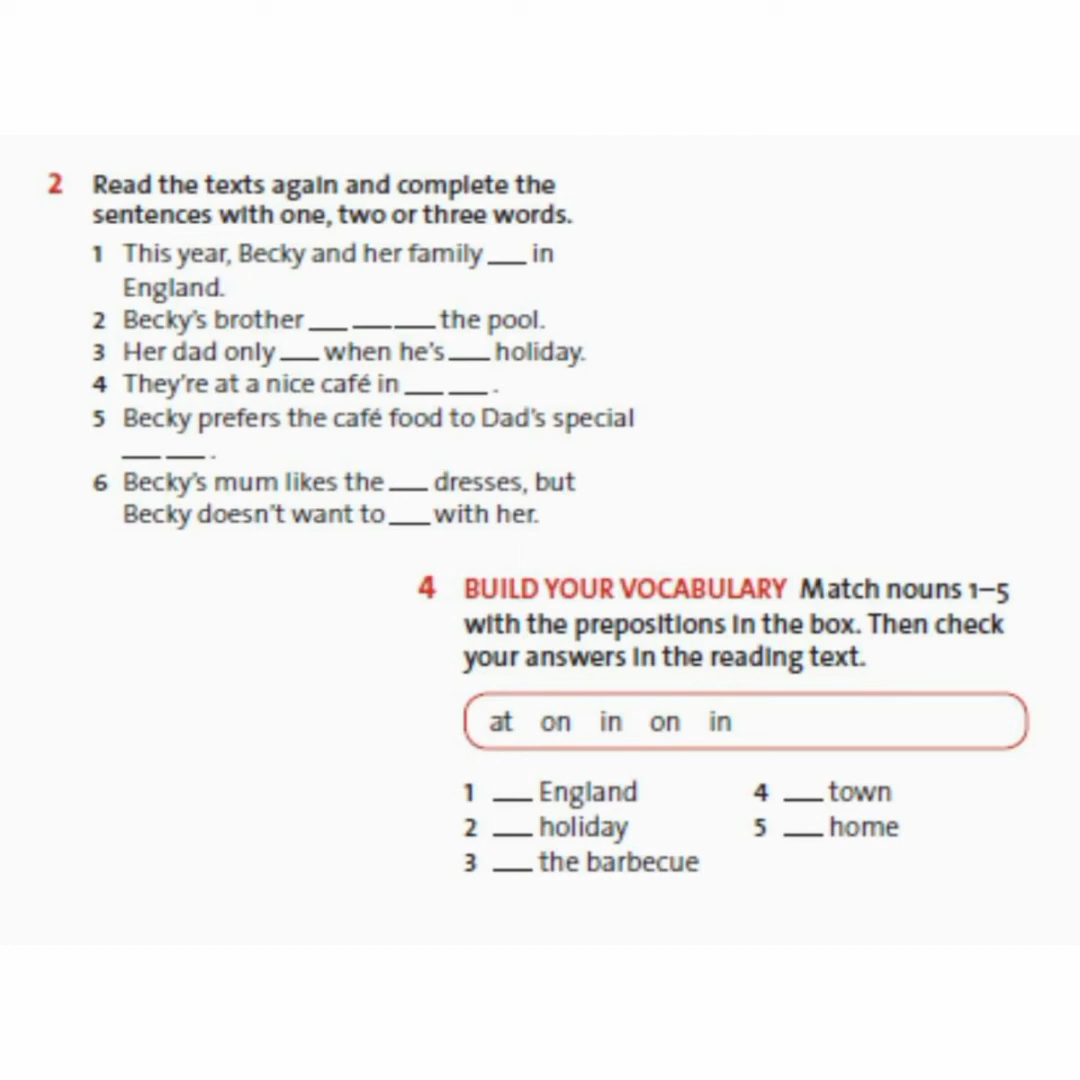 2 Read the texts again and complete the
sentences with one, two or three words.
1 This year, Becky and her family ___ in
England.
2 Becky's brother ___ ___ ___ the pool.
3 Her dad only ___ when he's ___ holiday.
4 They're at a nice café in ___ ___.
5 Becky prefers the café food to Dad's special
___ ___.
6 Becky's mum likes the ___ dresses, but
Becky doesn't want to ___ with her.
4 BUILD YOUR VOCABULARY Match nouns 1–5
with the prepositions in the box. Then check
your answers in the reading text.
at on in on in
1 ___ England 4 ___ town
2 ___ holiday 5 ___ home
3 ___ the barbecue